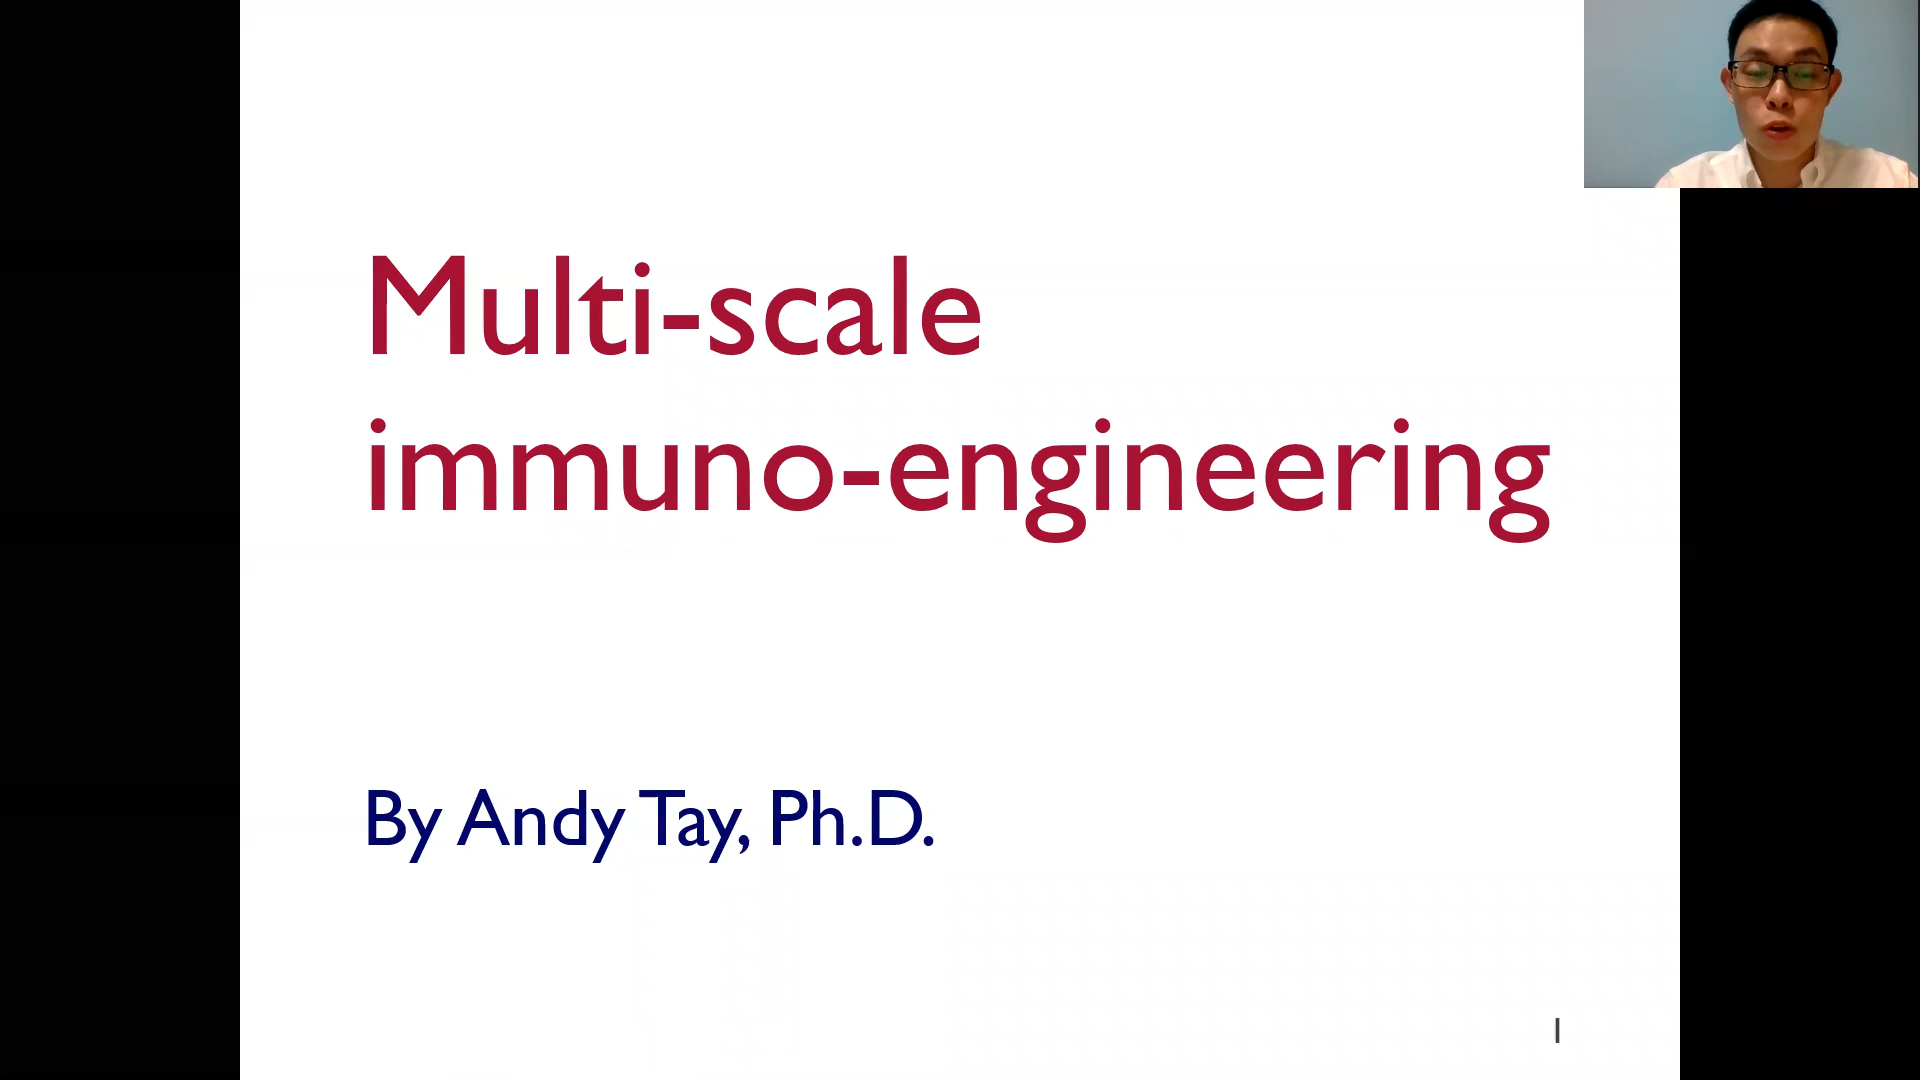 Multi-scale
immuno-engineering
By Andy Tay, Ph.D.
1